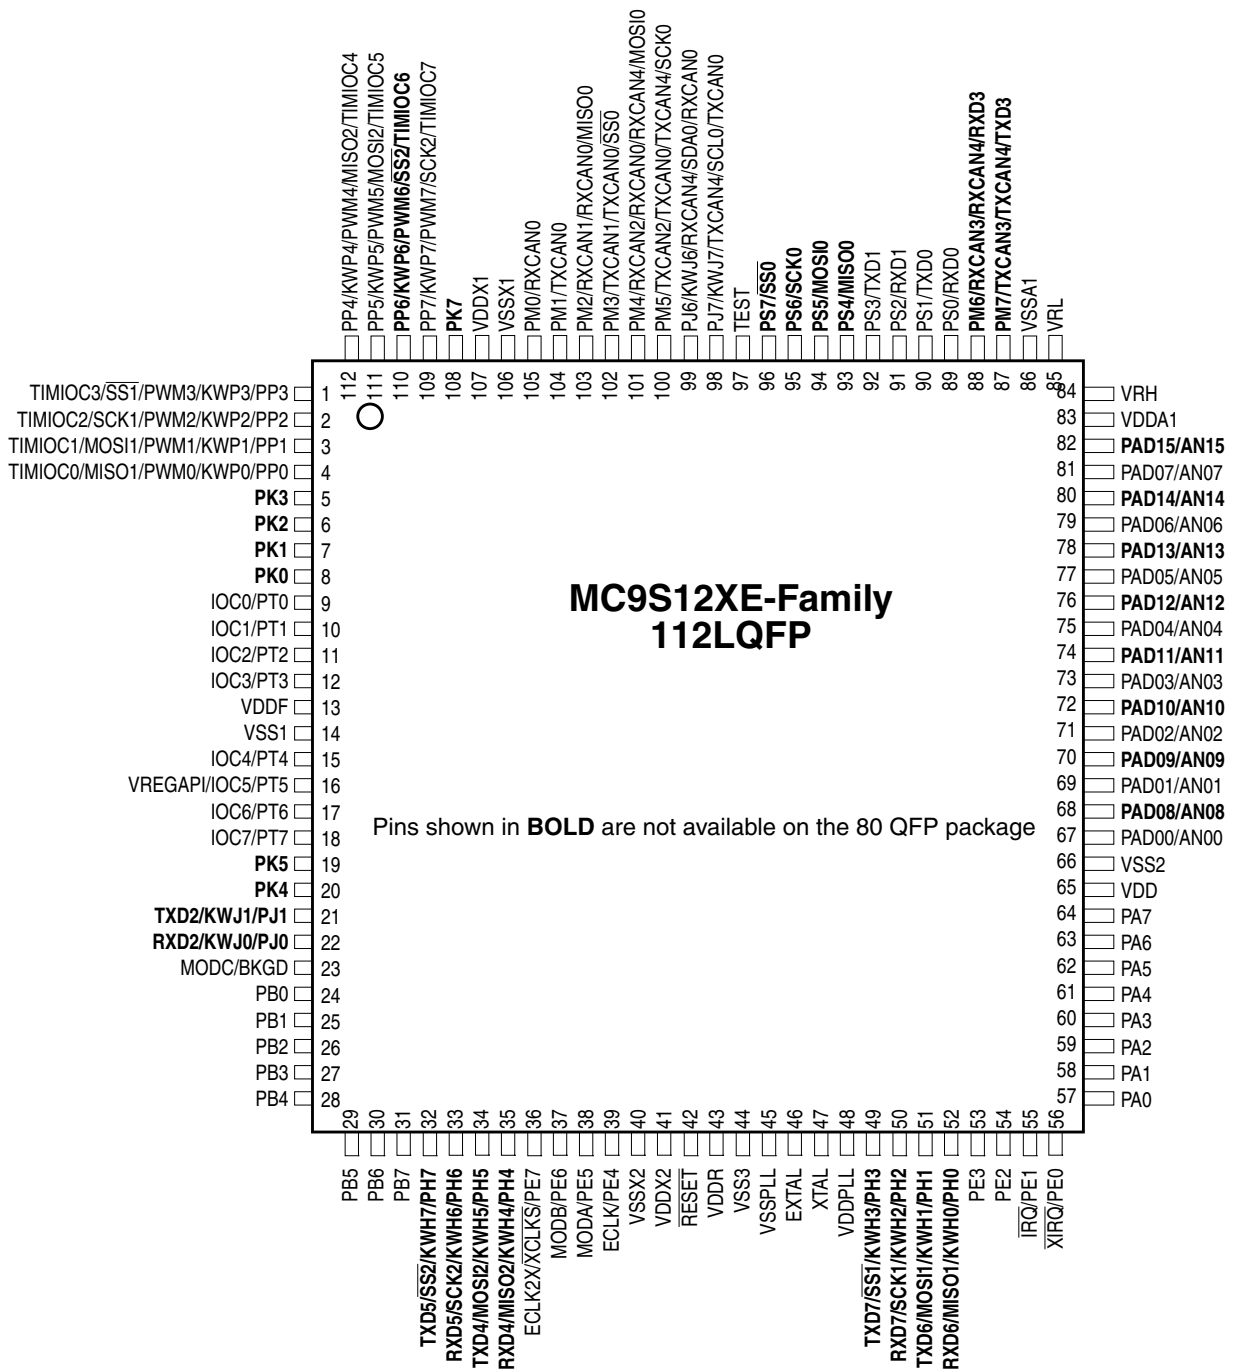 PP4/KWP4/PWM4/MISO2/TIMIOC4
PP5/KWP5/PWM5/MOSI2/TIMIOC5
PP6/KWP6/PWM6/SS2/TIMIOC6
PP7/KWP7/PWM7/SCK2/TIMIOC7
PK7
VDDX1
VSSX1
PM0/RXCAN0
PM1/TXCAN0
PM2/RXCAN1/RXCAN0/MISO0
PM3/TXCAN1/TXCAN0/SS0
PM4/RXCAN2/RXCAN0/RXCAN4/MOSI0
PM5/TXCAN2/TXCAN0/TXCAN4/SCK0
PJ6/KWJ6/RXCAN4/SDA0/RXCAN0
PJ7/KWJ7/TXCAN4/SCL0/TXCAN0
TEST
PS7/SS0
PS6/SCK0
PS5/MOSI0
PS4/MISO0
PS3/TXD1
PS2/RXD1
PS1/TXD0
PS0/RXD0
PM6/RXCAN3/RXCAN4/RXD3
PM7/TXCAN3/TXCAN4/TXD3
VSSA1
VRL
112
111
110
109
108
107
106
105
104
103
102
101
100
99
98
97
96
95
94
93
92
91
90
89
88
87
86
85
TIMIOC3/SS1/PWM3/KWP3/PP3 1
TIMIOC2/SCK1/PWM2/KWP2/PP2 2
TIMIOC1/MOSI1/PWM1/KWP1/PP1 3
TIMIOC0/MISO1/PWM0/KWP0/PP0 4
PK3 5
PK2 6
PK1 7
PK0 8
IOC0/PT0 9
IOC1/PT1 10
IOC2/PT2 11
IOC3/PT3 12
VDDF 13
VSS1 14
IOC4/PT4 15
VREGAPI/IOC5/PT5 16
IOC6/PT6 17
IOC7/PT7 18
PK5 19
PK4 20
TXD2/KWJ1/PJ1 21
RXD2/KWJ0/PJ0 22
MODC/BKGD 23
PB0 24
PB1 25
PB2 26
PB3 27
PB4 28
MC9S12XE-Family
112LQFP
Pins shown in BOLD are not available on the 80 QFP package
84 VRH
83 VDDA1
82 PAD15/AN15
81 PAD07/AN07
80 PAD14/AN14
79 PAD06/AN06
78 PAD13/AN13
77 PAD05/AN05
76 PAD12/AN12
75 PAD04/AN04
74 PAD11/AN11
73 PAD03/AN03
72 PAD10/AN10
71 PAD02/AN02
70 PAD09/AN09
69 PAD01/AN01
68 PAD08/AN08
67 PAD00/AN00
66 VSS2
65 VDD
64 PA7
63 PA6
62 PA5
61 PA4
60 PA3
59 PA2
58 PA1
57 PA0
29
30
31
32
33
34
35
36
37
38
39
40
41
42
43
44
45
46
47
48
49
50
51
52
53
54
55
56
PB5
PB6
PB7
TXD5/SS2/KWH7/PH7
RXD5/SCK2/KWH6/PH6
TXD4/MOSI2/KWH5/PH5
RXD4/MISO2/KWH4/PH4
ECLK2X/XCLKS/PE7
MODB/PE6
MODA/PE5
ECLK/PE4
VSSX2
VDDX2
RESET
VDDR
VSS3
VSSPLL
EXTAL
XTAL
VDDPLL
TXD7/SS1/KWH3/PH3
RXD7/SCK1/KWH2/PH2
TXD6/MOSI1/KWH1/PH1
RXD6/MISO1/KWH0/PH0
PE3
PE2
IRQ/PE1
XIRQ/PE0